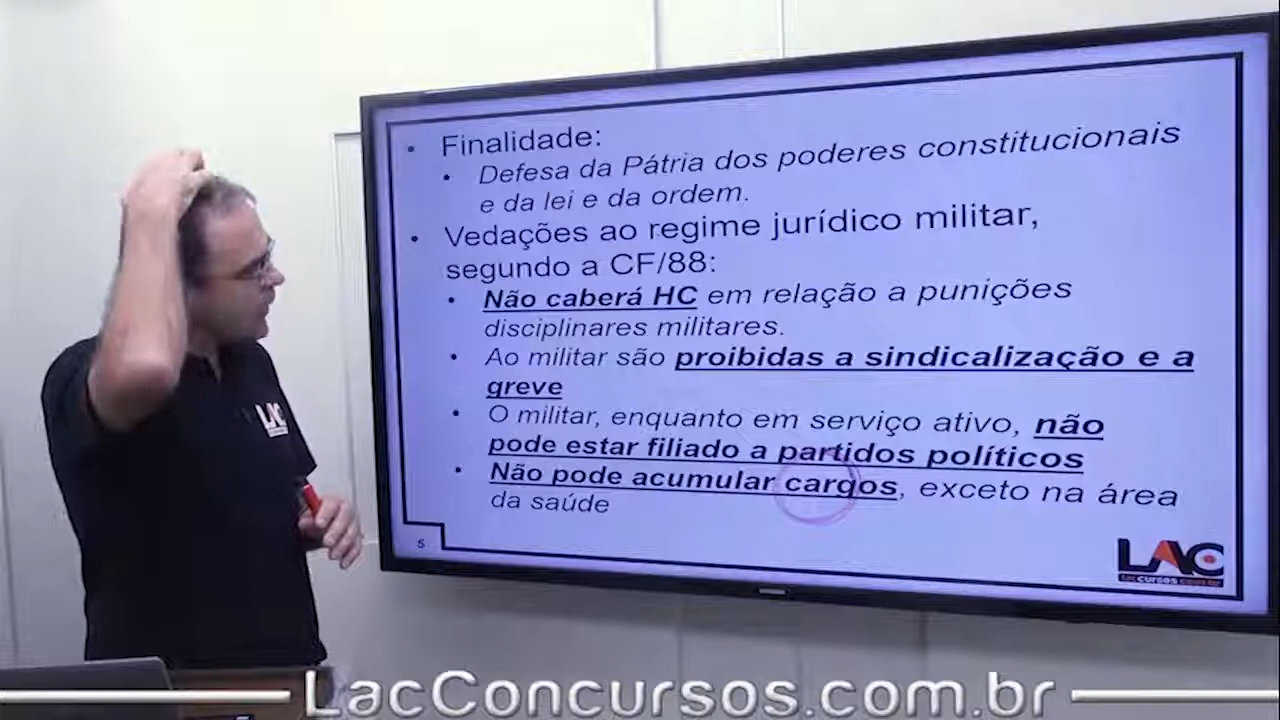 Finalidade:
Defesa da Pátria dos poderes constitucionais
e da lei e da ordem.
Vedações ao regime jurídico militar,
segundo a CF/88:
Não caberá HC em relação a punições
disciplinares militares.
Ao militar são proibidas a sindicalização e a
greve
O militar, enquanto em serviço ativo, não
pode estar filiado a partidos políticos
Não pode acumular cargos, exceto na área
da saúde
5
LAC
laccursos.com.br
LAC
LacConcursos.com.br